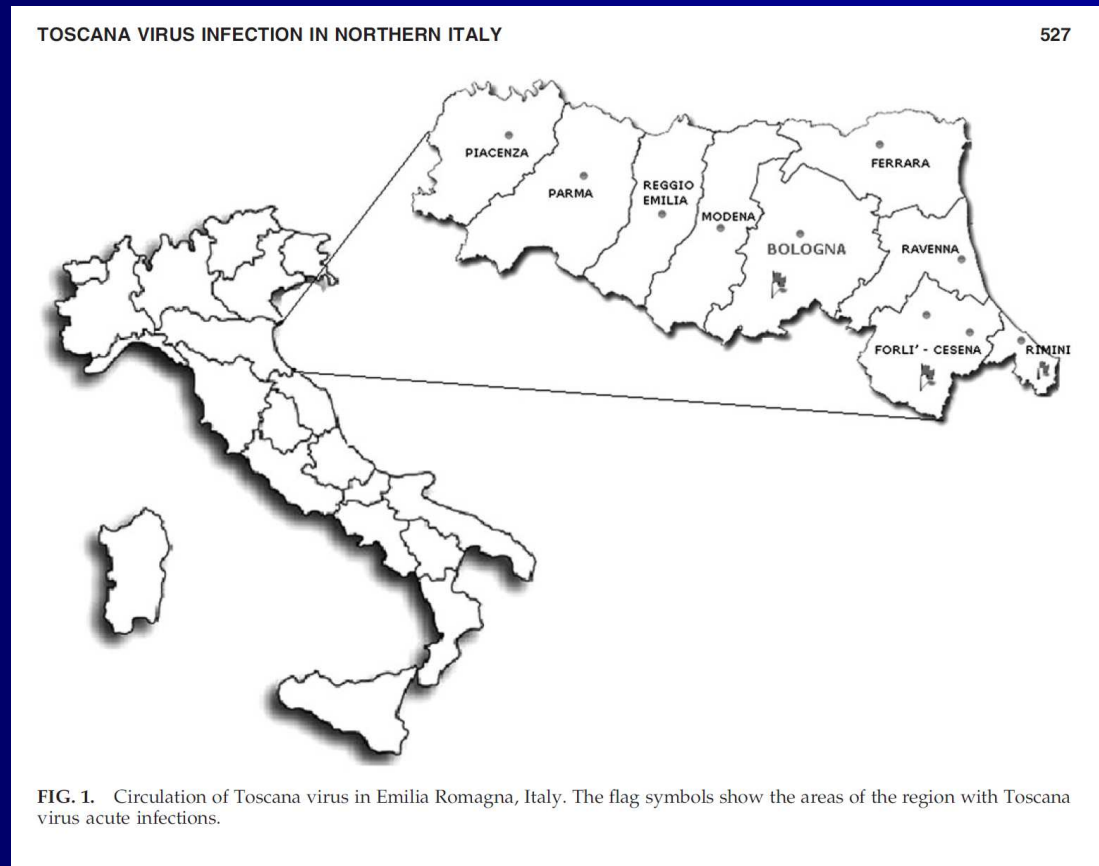 TOSCANA VIRUS INFECTION IN NORTHERN ITALY 527
PIACENZA
PARMA
REGGIO
EMILIA
MODENA
BOLOGNA
FERRARA
RAVENNA
FORLI' - CESENA
RIMINI
FIG. 1. Circulation of Toscana virus in Emilia Romagna, Italy. The flag symbols show the areas of the region with Toscana
virus acute infections.